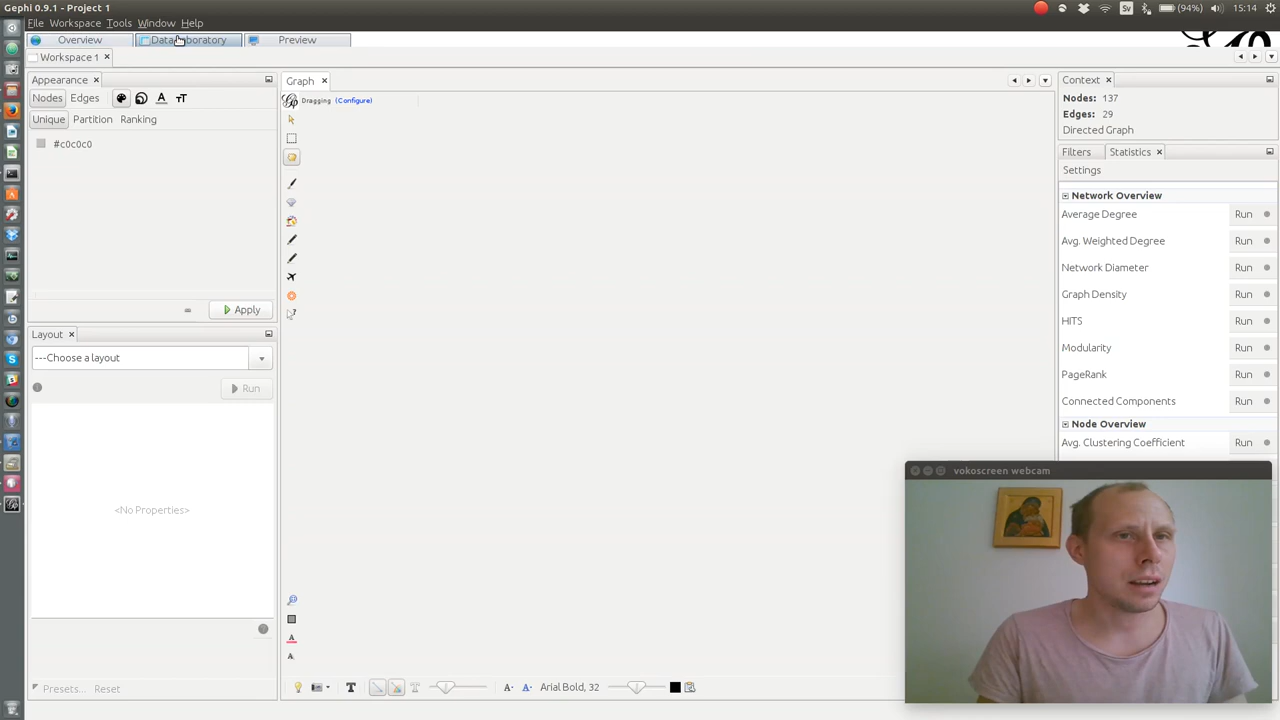 Gephi 0.9.1 - Project 1
Sv
(94%)
15:14
File Workspace Tools Window Help
Overview
Data Laboratory
Preview
Workspace 1
Appearance
Graph
Context
Nodes Edges
T
Dragging (Configure)
Nodes: 137
Edges: 29
Directed Graph
Unique Partition Ranking
#c0c0c0
Filters Statistics
Settings
Network Overview
Average Degree Run
Avg. Weighted Degree Run
Network Diameter Run
Graph Density Run
HITS Run
Modularity Run
PageRank Run
Connected Components Run
Node Overview
Avg. Clustering Coefficient Run
Apply
Layout
---Choose a layout
Run
<No Properties>
vokoscreen webcam
Presets... Reset
Arial Bold, 32